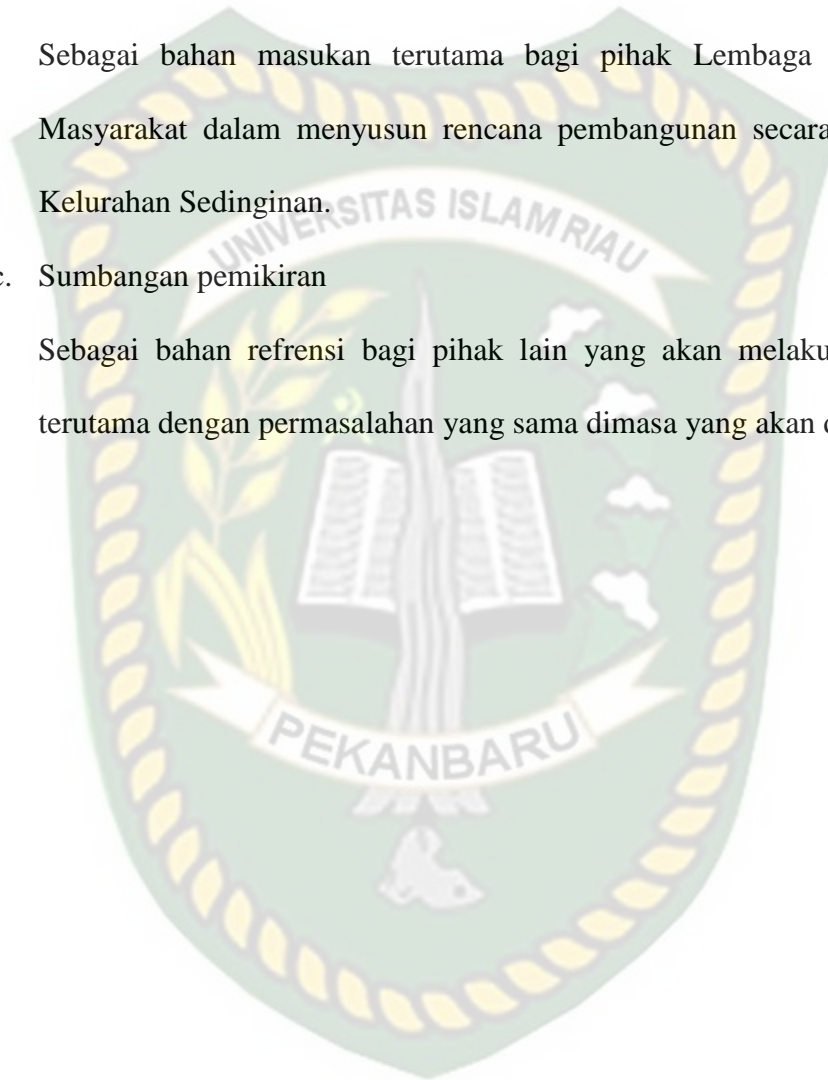 Sebagai bahan masukan terutama bagi pihak Lembaga
Masyarakat dalam menyusun rencana pembangunan secara
Kelurahan Sedinginan.
UNIVERSITAS ISLAM RIAU
c. Sumbangan pemikiran
Sebagai bahan refrensi bagi pihak lain yang akan
terutama dengan permasalahan yang sama dimasa yang akan
PEKANBARU